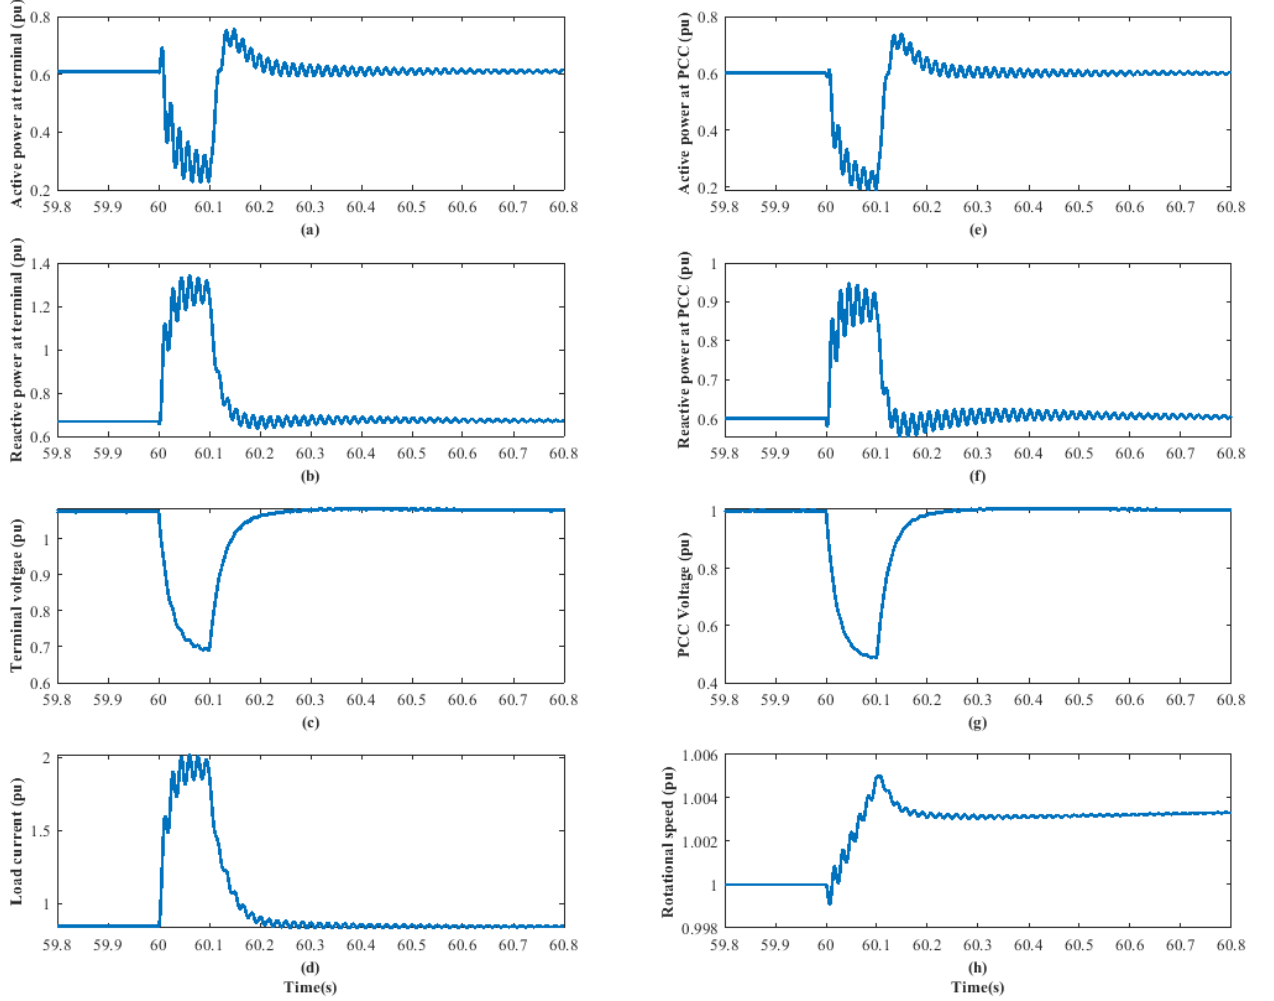 Active power at terminal (pu)
0.8
0.6
0.4
0.2
59.8 59.9 60 60.1 60.2 60.3 60.4 60.5 60.6 60.7 60.8
(a)
Active power at PCC (pu)
0.8
0.6
0.4
0.2
59.8 59.9 60 60.1 60.2 60.3 60.4 60.5 60.6 60.7 60.8
(e)
Reactive power at terminal (pu)
1.4
1.2
1
0.8
0.6
59.8 59.9 60 60.1 60.2 60.3 60.4 60.5 60.6 60.7 60.8
(b)
Reactive power at PCC (pu)
1
0.9
0.8
0.7
0.6
59.8 59.9 60 60.1 60.2 60.3 60.4 60.5 60.6 60.7 60.8
(f)
Terminal voltgae (pu)
1
0.9
0.8
0.7
0.6
59.8 59.9 60 60.1 60.2 60.3 60.4 60.5 60.6 60.7 60.8
(c)
PCC Voltage (pu)
1
0.8
0.6
0.4
59.8 59.9 60 60.1 60.2 60.3 60.4 60.5 60.6 60.7 60.8
(g)
Load current (pu)
2
1.5
1
59.8 59.9 60 60.1 60.2 60.3 60.4 60.5 60.6 60.7 60.8
(d)
Time(s)
Rotational speed (pu)
1.006
1.004
1.002
1
0.998
59.8 59.9 60 60.1 60.2 60.3 60.4 60.5 60.6 60.7 60.8
(h)
Time(s)